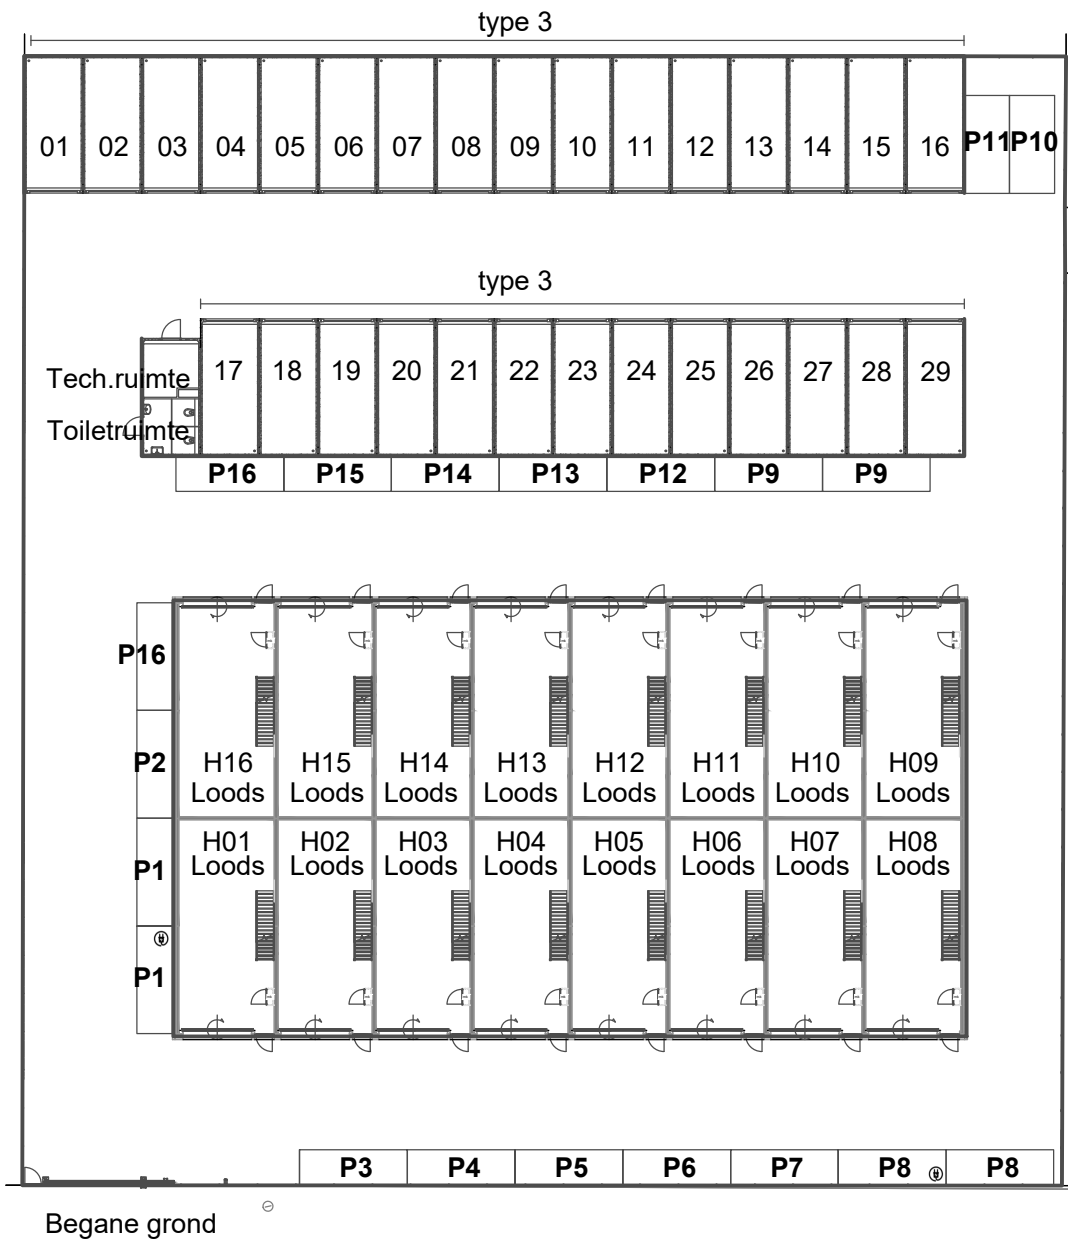 type 3
01 02 03 04 05 06 07 08 09 10 11 12 13 14 15 16 P11 P10
type 3
17 18 19 20 21 22 23 24 25 26 27 28 29
Tech.ruimte
Toiletruimte
P16 P15 P14 P13 P12 P9 P9
P16
P2
H16 H15 H14 H13 H12 H11 H10 H09
Loods Loods Loods Loods Loods Loods Loods Loods
H01 H02 H03 H04 H05 H06 H07 H08
Loods Loods Loods Loods Loods Loods Loods Loods
P1
P1
P3 P4 P5 P6 P7 P8 P8
Begane grond